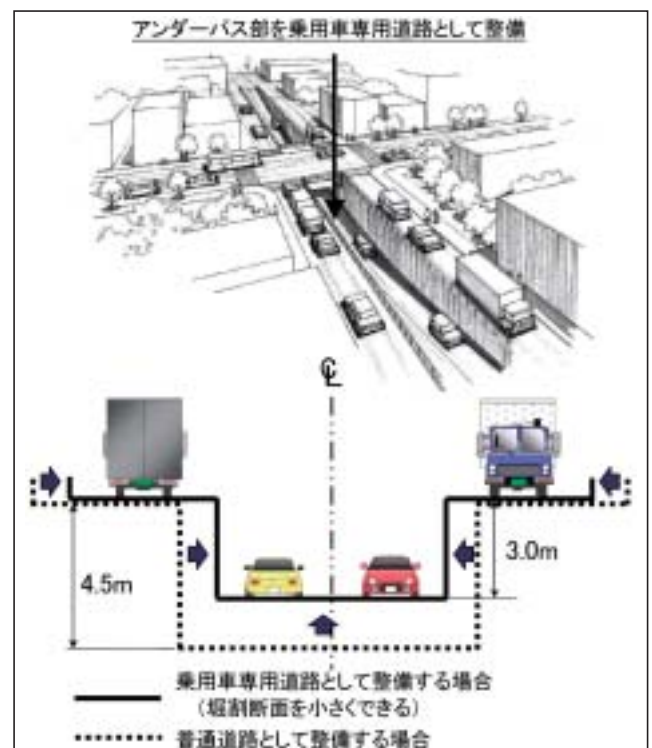 アンダーパス部を乗用車専用道路として整備
℄
4.5m
3.0m
乗用車専用道路として整備する場合
（堀割断面を小さくできる）
普通道路として整備する場合